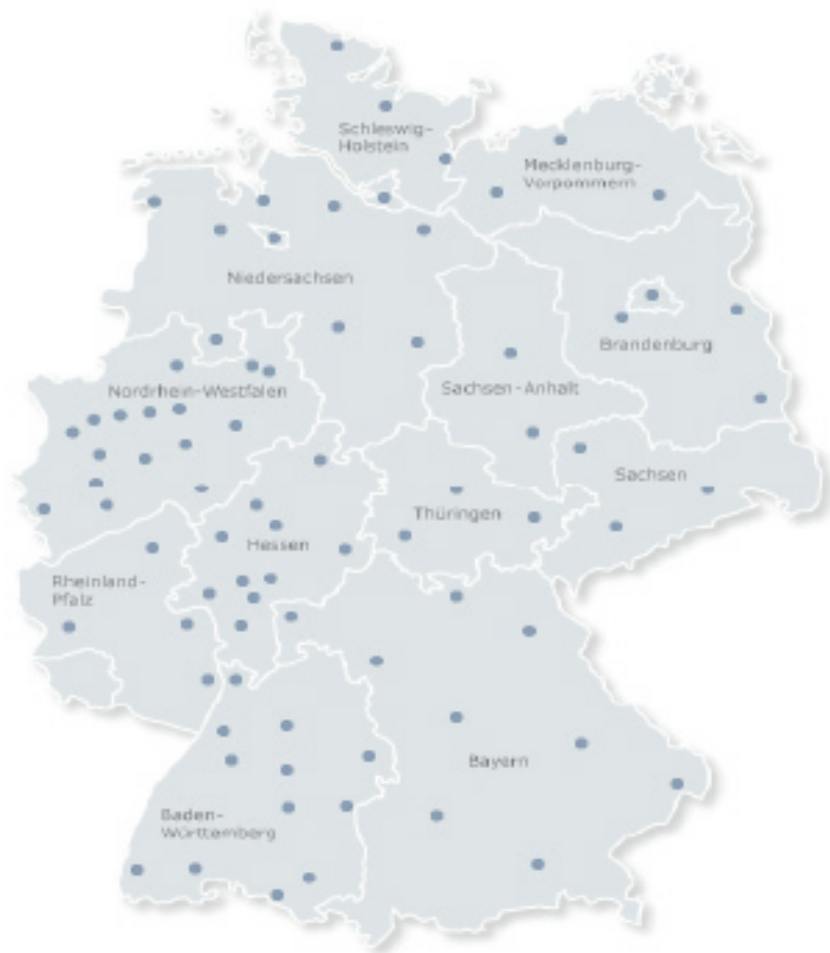 Schleswig-
Holstein
Mecklenburg-
Vorpommern
Niedersachsen
Brandenburg
Nordrhein-Westfalen
Sachsen-Anhalt
Sachsen
Thüringen
Hessen
Rheinland-
Pfalz
Bayern
Baden-
Württemberg